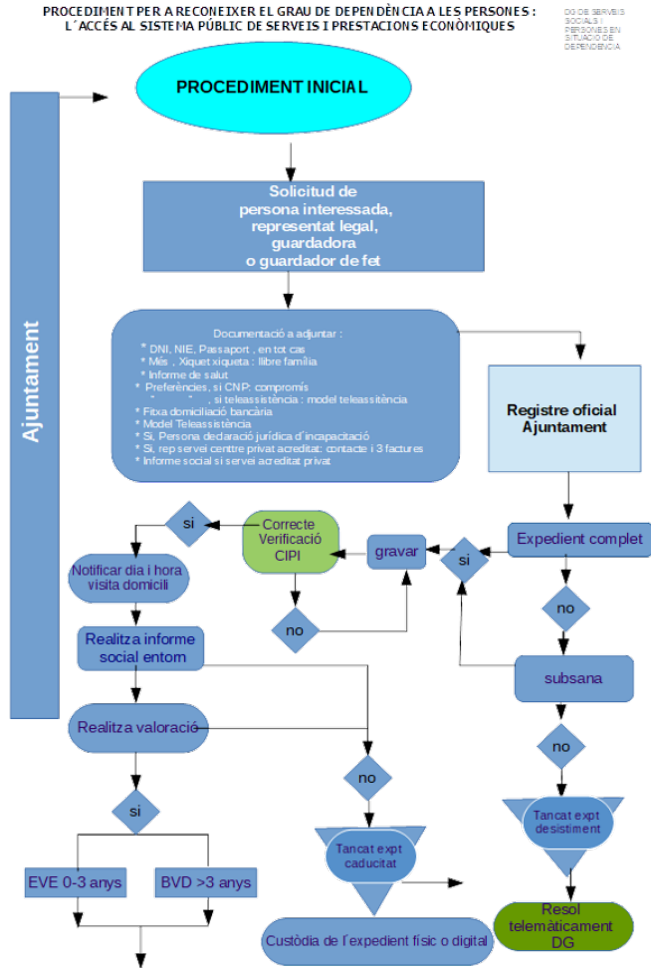 PROCEDIMENT PER A RECONEIXER EL GRAU DE DEPENDÈNCIA A LES PERSONES :
L´ACCÉS AL SISTEMA PÚBLIC DE SERVEIS I PRESTACIONS ECONÒMIQUES
DG DE SERVEIS
SOCIALS I
PERSONES EN
SITUACIÓ DE
DEPENDENCIA
PROCEDIMENT INICIAL
Ajuntament
Solicitud de
persona interessada,
representat legal,
guardadora
o guardador de fet
Documentació a adjuntar :
* DNI, NIE, Passaport , en tot cas
* Més , Xiquet xiqueta : llibre família
* Informe de salut
* Preferències, si CNP: compromís
" " , si teleassistència : model teleassitència
* Fitxa domiciliació bancària
* Model Teleassistència
* Si, Persona declaració jurídica d´incapacitació
* Si, rep servei centtre privat acreditat: contacte i 3 factures
* Informe social si servei acreditat privat
Registre oficial
Ajuntament
si
Correcte
Verificació
CIPI
gravar
si
Expedient complet
Notificar dia i hora
visita domicili
no
no
Realitza informe
social entorn
subsana
Realitza valoració
no
no
si
Tancat expt
caducitat
Tancat expt
desistiment
EVE 0-3 anys
BVD >3 anys
Custòdia de l´expedient físic o digital
Resol
telemàticament
DG